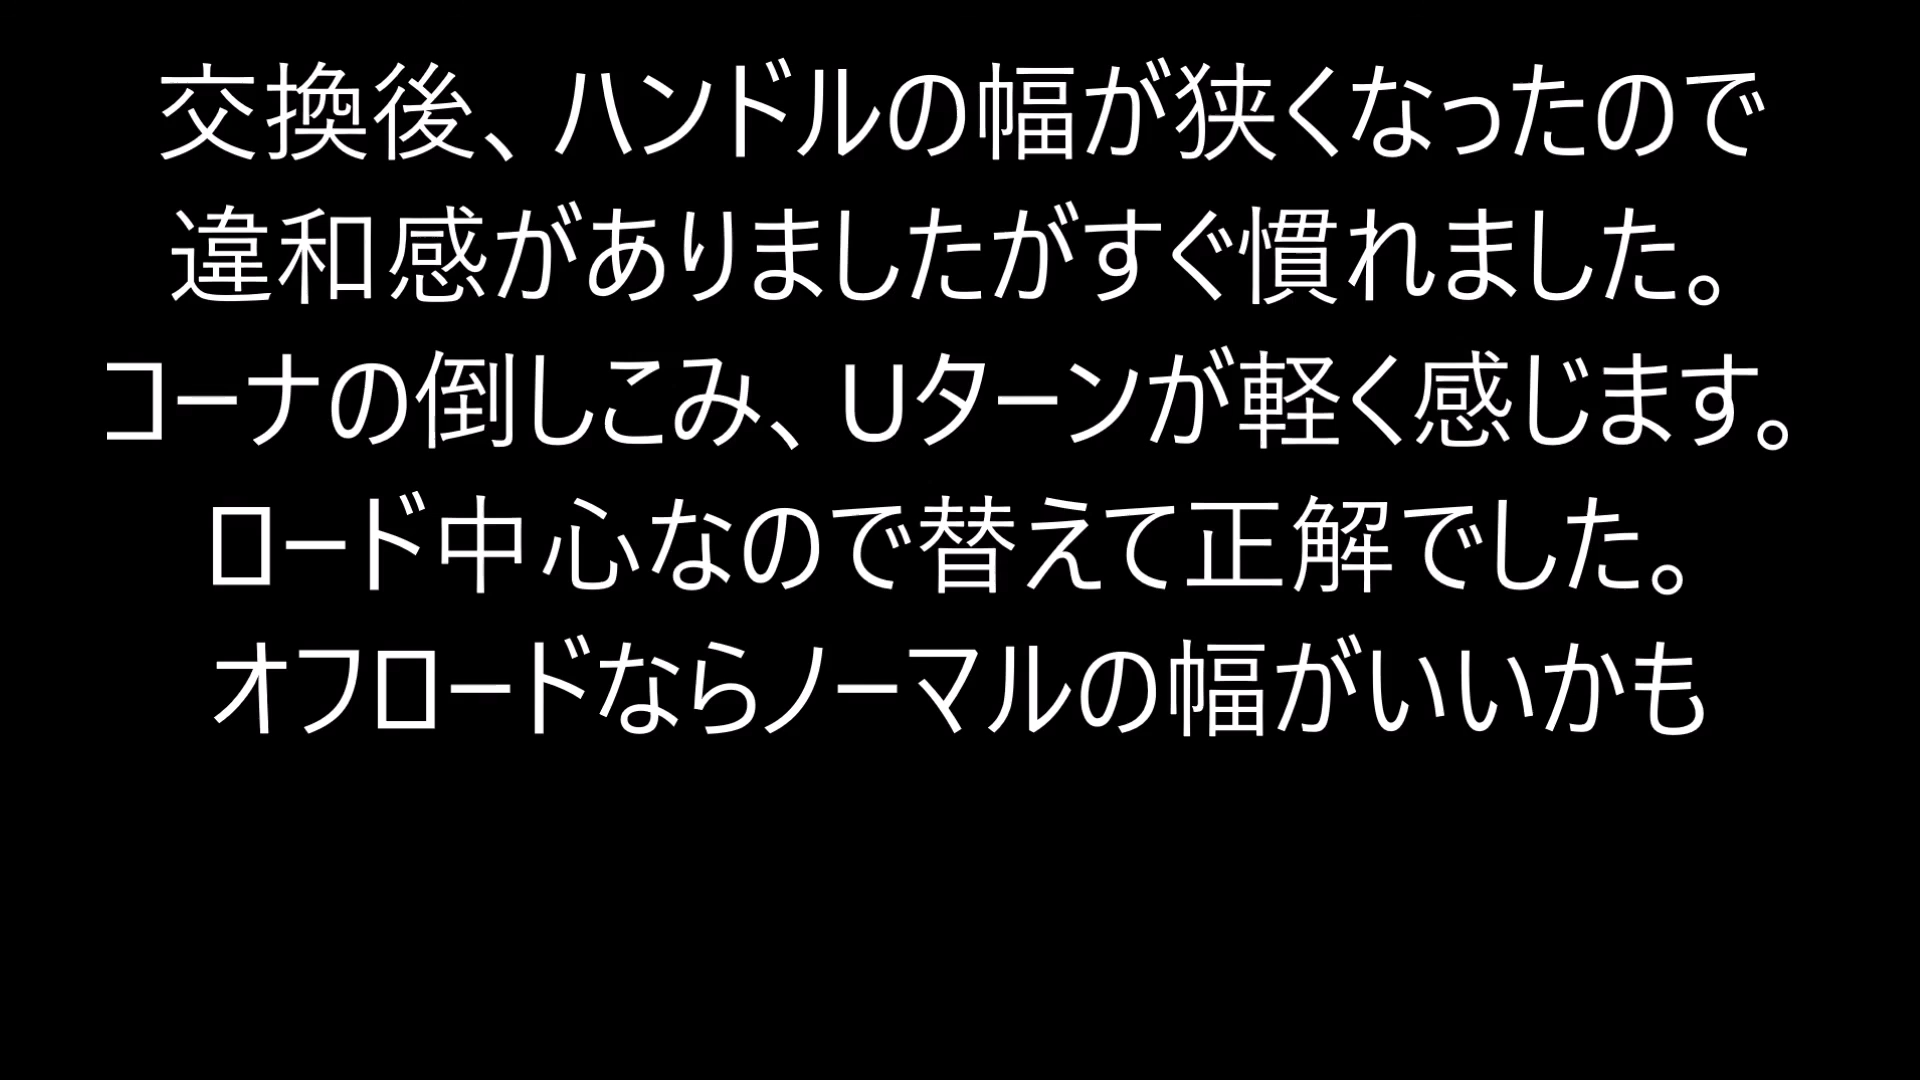 交換後、ハンドルの幅が狭くなったので
違和感がありましたがすぐ慣れました。
コーナの倒しこみ、Uターンが軽く感じます。
ロード中心なので替えて正解でした。
オフロードならノーマルの幅がいいかも